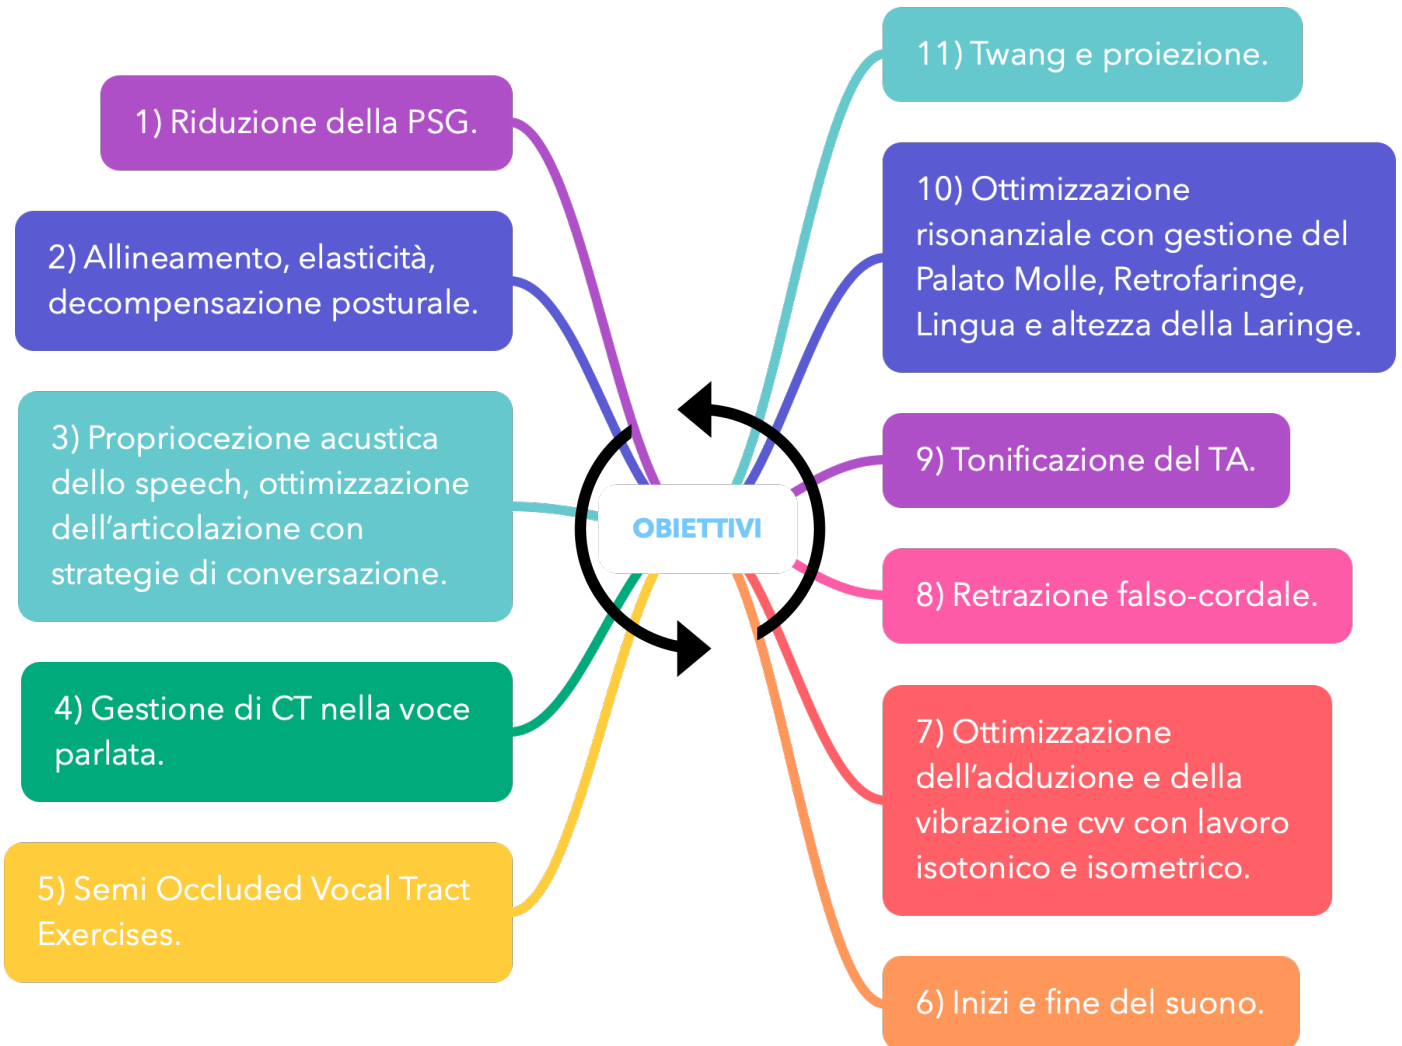 1) Riduzione della PSG.
2) Allineamento, elasticità,
decompensazione posturale.
3) Propriocezione acustica
dello speech, ottimizzazione
dell’articolazione con
strategie di conversazione.
4) Gestione di CT nella voce
parlata.
5) Semi Occluded Vocal Tract
Exercises.
OBIETTIVI
11) Twang e proiezione.
10) Ottimizzazione
risonanziale con gestione del
Palato Molle, Retrofaringe,
Lingua e altezza della Laringe.
9) Tonificazione del TA.
8) Retrazione falso-cordale.
7) Ottimizzazione
dell’adduzione e della
vibrazione cvv con lavoro
isotonico e isometrico.
6) Inizi e fine del suono.